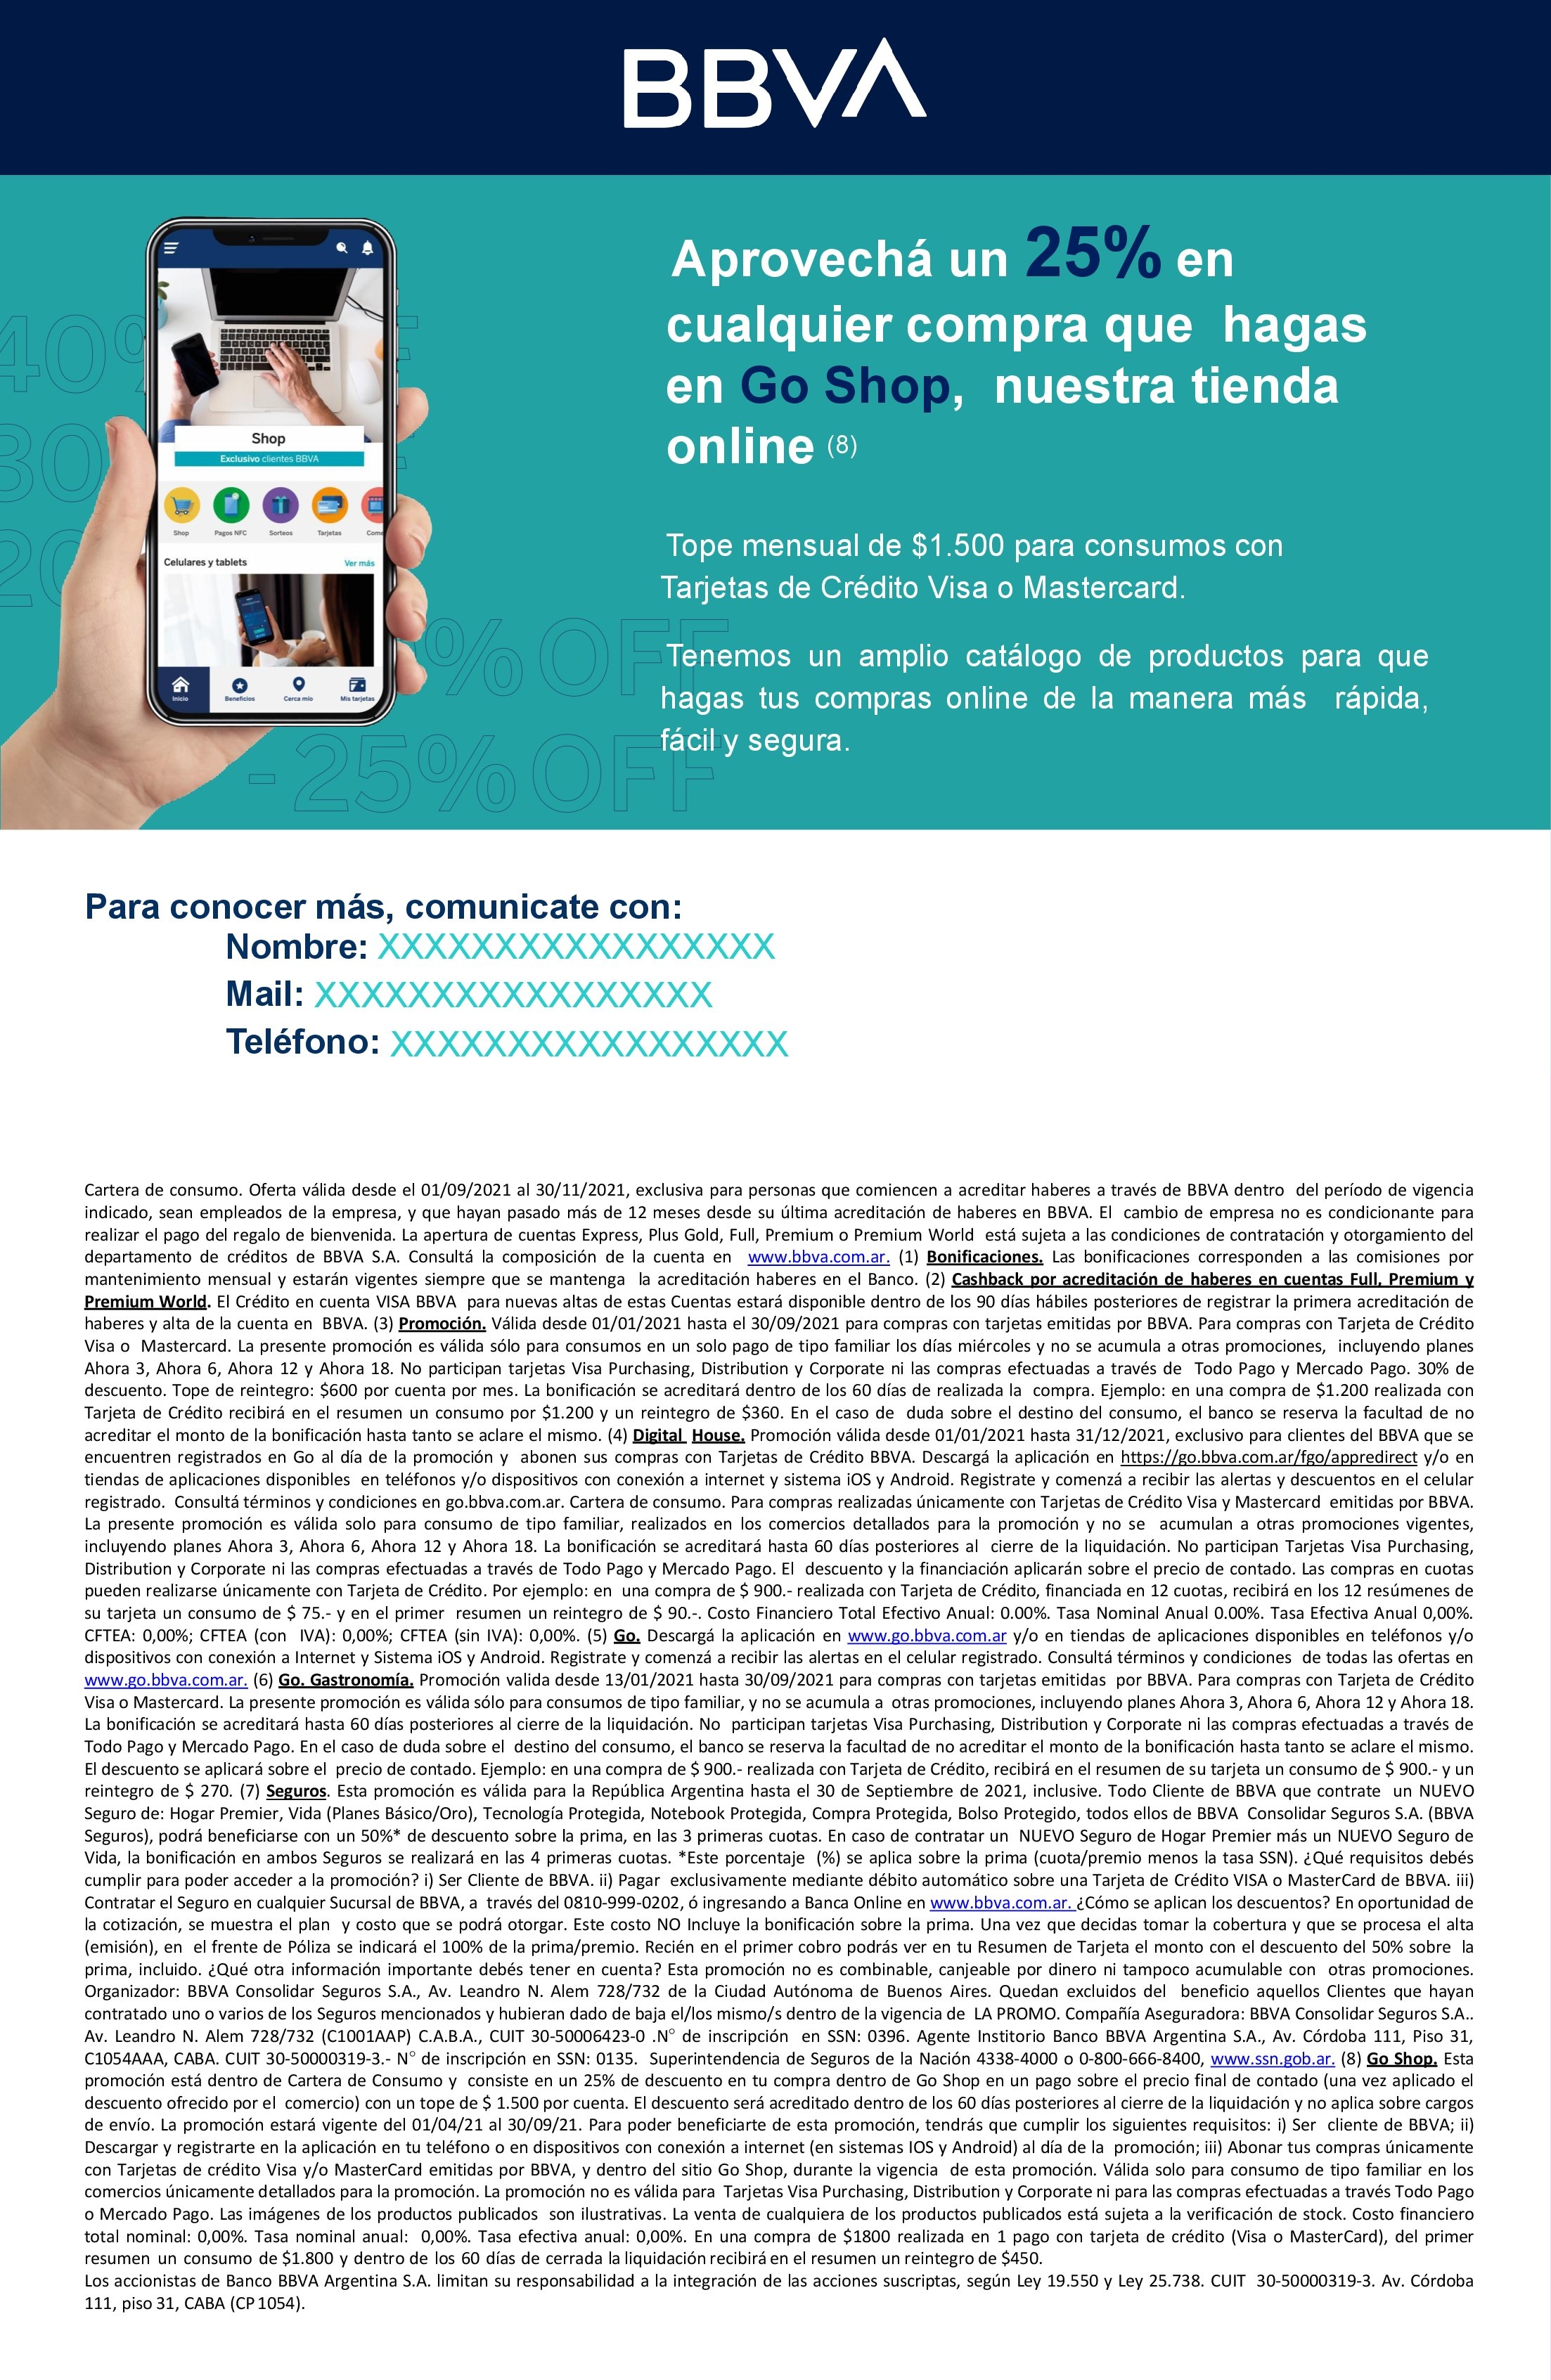 BBVA
Aprovechá un 25% en
cualquier compra que hagas
en Go Shop, nuestra tienda
online (8)
Tope mensual de $1.500 para consumos con
Tarjetas de Crédito Visa o Mastercard.
Tenemos un amplio catálogo de productos para que
hagas tus compras online de la manera más rápida,
fácil y segura.
40%
30
20
% OFF
-25% OFF
Shop
Exclusivo clientes BBVA
Shop Pagos NFC Sorteos Tarjetas Come
Celulares y tablets Ver más
Inicio Beneficios Cerca mío Mis tarjetas
Para conocer más, comunicate con:
Nombre: XXXXXXXXXXXXXXXXX
Mail: XXXXXXXXXXXXXXXXX
Teléfono: XXXXXXXXXXXXXXXXX
Cartera de consumo. Oferta válida desde el 01/09/2021 al 30/11/2021, exclusiva para personas que comiencen a acreditar haberes a través de BBVA dentro del período de vigencia
indicado, sean empleados de la empresa, y que hayan pasado más de 12 meses desde su última acreditación de haberes en BBVA. El cambio de empresa no es condicionante para
realizar el pago del regalo de bienvenida. La apertura de cuentas Express, Plus Gold, Full, Premium o Premium World está sujeta a las condiciones de contratación y otorgamiento del
departamento de créditos de BBVA S.A. Consultá la composición de la cuenta en www.bbva.com.ar. (1) Bonificaciones. Las bonificaciones corresponden a las comisiones por
mantenimiento mensual y estarán vigentes siempre que se mantenga la acreditación haberes en el Banco. (2) Cashback por acreditación de haberes en cuentas Full, Premium y
Premium World. El Crédito en cuenta VISA BBVA para nuevas altas de estas Cuentas estará disponible dentro de los 90 días hábiles posteriores de registrar la primera acreditación de
haberes y alta de la cuenta en BBVA. (3) Promoción. Válida desde 01/01/2021 hasta el 30/09/2021 para compras con tarjetas emitidas por BBVA. Para compras con Tarjeta de Crédito
Visa o Mastercard. La presente promoción es válida sólo para consumos en un solo pago de tipo familiar los días miércoles y no se acumula a otras promociones, incluyendo planes
Ahora 3, Ahora 6, Ahora 12 y Ahora 18. No participan tarjetas Visa Purchasing, Distribution y Corporate ni las compras efectuadas a través de Todo Pago y Mercado Pago. 30% de
descuento. Tope de reintegro: $600 por cuenta por mes. La bonificación se acreditará dentro de los 60 días de realizada la compra. Ejemplo: en una compra de $1.200 realizada con
Tarjeta de Crédito recibirá en el resumen un consumo por $1.200 y un reintegro de $360. En el caso de duda sobre el destino del consumo, el banco se reserva la facultad de no
acreditar el monto de la bonificación hasta tanto se aclare el mismo. (4) Digital House. Promoción válida desde 01/01/2021 hasta 31/12/2021, exclusivo para clientes del BBVA que se
encuentren registrados en Go al día de la promoción y abonen sus compras con Tarjetas de Crédito BBVA. Descargá la aplicación en https://go.bbva.com.ar/fgo/appredirect y/o en
tiendas de aplicaciones disponibles en teléfonos y/o dispositivos con conexión a internet y sistema iOS y Android. Registrate y comenzá a recibir las alertas y descuentos en el celular
registrado. Consultá términos y condiciones en go.bbva.com.ar. Cartera de consumo. Para compras realizadas únicamente con Tarjetas de Crédito Visa y Mastercard emitidas por BBVA.
La presente promoción es válida solo para consumo de tipo familiar, realizados en los comercios detallados para la promoción y no se acumulan a otras promociones vigentes,
incluyendo planes Ahora 3, Ahora 6, Ahora 12 y Ahora 18. La bonificación se acreditará hasta 60 días posteriores al cierre de la liquidación. No participan Tarjetas Visa Purchasing,
Distribution y Corporate ni las compras efectuadas a través de Todo Pago y Mercado Pago. El descuento y la financiación aplicarán sobre el precio de contado. Las compras en cuotas
pueden realizarse únicamente con Tarjeta de Crédito. Por ejemplo: en una compra de $ 900.- realizada con Tarjeta de Crédito, financiada en 12 cuotas, recibirá en los 12 resúmenes de
su tarjeta un consumo de $ 75.- y en el primer resumen un reintegro de $ 90.-. Costo Financiero Total Efectivo Anual: 0.00%. Tasa Nominal Anual 0.00%. Tasa Efectiva Anual 0,00%.
CFTEA: 0,00%; CFTEA (con IVA): 0,00%; CFTEA (sin IVA): 0,00%. (5) Go. Descargá la aplicación en www.go.bbva.com.ar y/o en tiendas de aplicaciones disponibles en teléfonos y/o
dispositivos con conexión a Internet y Sistema iOS y Android. Registrate y comenzá a recibir las alertas en el celular registrado. Consultá términos y condiciones de todas las ofertas en
www.go.bbva.com.ar. (6) Go. Gastronomía. Promoción valida desde 13/01/2021 hasta 30/09/2021 para compras con tarjetas emitidas por BBVA. Para compras con Tarjeta de Crédito
Visa o Mastercard. La presente promoción es válida sólo para consumos de tipo familiar, y no se acumula a otras promociones, incluyendo planes Ahora 3, Ahora 6, Ahora 12 y Ahora 18.
La bonificación se acreditará hasta 60 días posteriores al cierre de la liquidación. No participan tarjetas Visa Purchasing, Distribution y Corporate ni las compras efectuadas a través de
Todo Pago y Mercado Pago. En el caso de duda sobre el destino del consumo, el banco se reserva la facultad de no acreditar el monto de la bonificación hasta tanto se aclare el mismo.
El descuento se aplicará sobre el precio de contado. Ejemplo: en una compra de $ 900.- realizada con Tarjeta de Crédito, recibirá en el resumen de su tarjeta un consumo de $ 900.- y un
reintegro de $ 270. (7) Seguros. Esta promoción es válida para la República Argentina hasta el 30 de Septiembre de 2021, inclusive. Todo Cliente de BBVA que contrate un NUEVO
Seguro de: Hogar Premier, Vida (Planes Básico/Oro), Tecnología Protegida, Notebook Protegida, Compra Protegida, Bolso Protegido, todos ellos de BBVA Consolidar Seguros S.A. (BBVA
Seguros), podrá beneficiarse con un 50%* de descuento sobre la prima, en las 3 primeras cuotas. En caso de contratar un NUEVO Seguro de Hogar Premier más un NUEVO Seguro de
Vida, la bonificación en ambos Seguros se realizará en las 4 primeras cuotas. *Este porcentaje (%) se aplica sobre la prima (cuota/premio menos la tasa SSN). ¿Qué requisitos debés
cumplir para poder acceder a la promoción? i) Ser Cliente de BBVA. ii) Pagar exclusivamente mediante débito automático sobre una Tarjeta de Crédito VISA o MasterCard de BBVA. iii)
Contratar el Seguro en cualquier Sucursal de BBVA, a través del 0810-999-0202, ó ingresando a Banca Online en www.bbva.com.ar. ¿Cómo se aplican los descuentos? En oportunidad de
la cotización, se muestra el plan y costo que se podrá otorgar. Este costo NO Incluye la bonificación sobre la prima. Una vez que decidas tomar la cobertura y que se procesa el alta
(emisión), en el frente de Póliza se indicará el 100% de la prima/premio. Recién en el primer cobro podrás ver en tu Resumen de Tarjeta el monto con el descuento del 50% sobre la
prima, incluido. ¿Qué otra información importante debés tener en cuenta? Esta promoción no es combinable, canjeable por dinero ni tampoco acumulable con otras promociones.
Organizador: BBVA Consolidar Seguros S.A., Av. Leandro N. Alem 728/732 de la Ciudad Autónoma de Buenos Aires. Quedan excluidos del beneficio aquellos Clientes que hayan
contratado uno o varios de los Seguros mencionados y hubieran dado de baja el/los mismo/s dentro de la vigencia de LA PROMO. Compañía Aseguradora: BBVA Consolidar Seguros S.A..
Av. Leandro N. Alem 728/732 (C1001AAP) C.A.B.A., CUIT 30-50006423-0 .N° de inscripción en SSN: 0396. Agente Institorio Banco BBVA Argentina S.A., Av. Córdoba 111, Piso 31,
C1054AAA, CABA. CUIT 30-50000319-3.- N° de inscripción en SSN: 0135. Superintendencia de Seguros de la Nación 4338-4000 o 0-800-666-8400, www.ssn.gob.ar. (8) Go Shop. Esta
promoción está dentro de Cartera de Consumo y consiste en un 25% de descuento en tu compra dentro de Go Shop en un pago sobre el precio final de contado (una vez aplicado el
descuento ofrecido por el comercio) con un tope de $ 1.500 por cuenta. El descuento será acreditado dentro de los 60 días posteriores al cierre de la liquidación y no aplica sobre cargos
de envío. La promoción estará vigente del 01/04/21 al 30/09/21. Para poder beneficiarte de esta promoción, tendrás que cumplir los siguientes requisitos: i) Ser cliente de BBVA; ii)
Descargar y registrarte en la aplicación en tu teléfono o en dispositivos con conexión a internet (en sistemas IOS y Android) al día de la promoción; iii) Abonar tus compras únicamente
con Tarjetas de crédito Visa y/o MasterCard emitidas por BBVA, y dentro del sitio Go Shop, durante la vigencia de esta promoción. Válida solo para consumo de tipo familiar en los
comercios únicamente detallados para la promoción. La promoción no es válida para Tarjetas Visa Purchasing, Distribution y Corporate ni para las compras efectuadas a través Todo Pago
o Mercado Pago. Las imágenes de los productos publicados son ilustrativas. La venta de cualquiera de los productos publicados está sujeta a la verificación de stock. Costo financiero
total nominal: 0,00%. Tasa nominal anual: 0,00%. Tasa efectiva anual: 0,00%. En una compra de $1800 realizada en 1 pago con tarjeta de crédito (Visa o MasterCard), del primer
resumen un consumo de $1.800 y dentro de los 60 días de cerrada la liquidación recibirá en el resumen un reintegro de $450.
Los accionistas de Banco BBVA Argentina S.A. limitan su responsabilidad a la integración de las acciones suscriptas, según Ley 19.550 y Ley 25.738. CUIT 30-50000319-3. Av. Córdoba
111, piso 31, CABA (CP 1054).